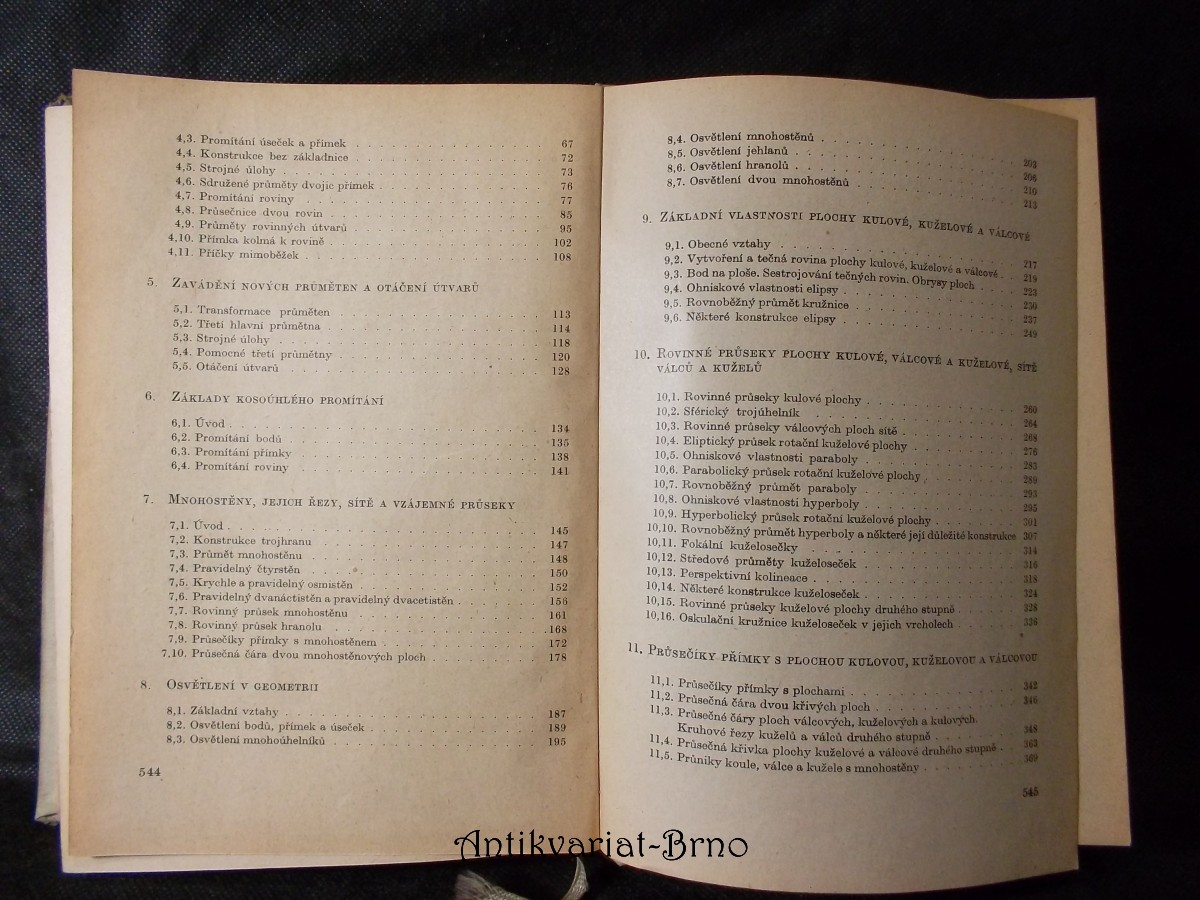 4,3. Promítání úseček a přímek . . . 67
4,4. Konstrukce bez základnice . . . 72
4,5. Strojné úlohy . . . 73
4,6. Sdružené průměty dvojic přímek . . . 76
4,7. Promítání roviny . . . 77
4,8. Průsečnice dvou rovin . . . 85
4,9. Průměty rovinných útvarů . . . 95
4,10. Přímka kolmá k rovině . . . 102
4,11. Příčky mimoběžek . . . 108
5. Zavádění nových průměten a otáčení útvarů
5,1. Transformace průměten . . . 113
5,2. Třetí hlavní průmětna . . . 114
5,3. Strojné úlohy . . . 118
5,4. Pomocné třetí průmětny . . . 120
5,5. Otáčení útvarů . . . 128
6. Základy kosoúhlého promítání
6,1. Úvod . . . 134
6,2. Promítání bodů . . . 135
6,3. Promítání přímky . . . 138
6,4. Promítání roviny . . . 141
7. Mnohostěny, jejich řezy, sítě a vzájemné průseky
7,1. Úvod . . . 145
7,2. Konstrukce trojhranu . . . 147
7,3. Průmět mnohostěnu . . . 148
7,4. Pravidelný čtyrstěn . . . 150
7,5. Krychle a pravidelný osmistěn . . . 152
7,6. Pravidelný dvanáctistěn a pravidelný dvacetistěn . . . 158
7,7. Rovinný průsek mnohostěnu . . . 161
7,8. Rovinný průsek hranolu . . . 168
7,9. Průsečíky přímky s mnohostěnem . . . 172
7,10. Průsečná čára dvou mnohostěnových ploch . . . 178
8. Osvětlení v geometrii
8,1. Základní vztahy . . . 187
8,2. Osvětlení bodů, přímek a úseček . . . 189
8,3. Osvětlení mnohoúhelníků . . . 195
544
8,4. Osvětlení mnohostěnů . . . 203
8,5. Osvětlení jehlanů . . . 206
8,6. Osvětlení hranolů . . . 210
8,7. Osvětlení dvou mnohostěnů . . . 213
9. Základní vlastnosti plochy kulové, kuželové a válcové
9,1. Obecné vztahy . . . 217
9,2. Vytvoření a tečná rovina plochy kulové, kuželové a válcové . 219
9,3. Bod na ploše. Sestrojování tečných rovin. Obrysy ploch . . . 223
9,4. Ohniskové vlastnosti elipsy . . . 230
9,5. Rovnoběžný průmět kružnice . . . 237
9,6. Některé konstrukce elipsy . . . 249
10. Rovinné průseky plochy kulové, válcové a kuželové, sítě
válců a kuželů
10,1. Rovinné průseky kulové plochy . . . 260
10,2. Sférický trojúhelník . . . 264
10,3. Rovinné průseky válcových ploch sítě . . . 268
10,4. Eliptický průsek rotační kuželové plochy . . . 276
10,5. Ohniskové vlastnosti paraboly . . . 283
10,6. Parabolický průsek rotační kuželové plochy . . . 289
10,7. Rovnoběžný průmět paraboly . . . 293
10,8. Ohniskové vlastnosti hyperboly . . . 295
10,9. Hyperbolický průsek rotační kuželové plochy . . . 301
10,10. Rovnoběžný průmět hyperboly a některé její důležité konstrukce 307
10,11. Fokální kuželosečky . . . 314
10,12. Středové průměty kuželoseček . . . 316
10,13. Perspektivní kolineace . . . 318
10,14. Některé konstrukce kuželoseček . . . 324
10,15. Rovinné průseky kuželové plochy druhého stupně . . . 328
10,16. Oskulační kružnice kuželoseček v jejich vrcholech . . . 336
11. Průsečíky přímky s plochou kulovou, kuželovou a válcovou
11,1. Průsečíky přímky s plochami . . . 342
11,2. Průsečná čára dvou křivých ploch . . . 346
11,3. Průsečné čáry ploch válcových, kuželových a kulových.
Kruhové řezy kuželů a válců druhého stupně . . . 348
11,4. Průsečná křivka plochy kuželové a válcové druhého stupně . 363
11,5. Průniky koule, válce a kužele s mnohostěny . . . 369
545
Antikvariat-Brno